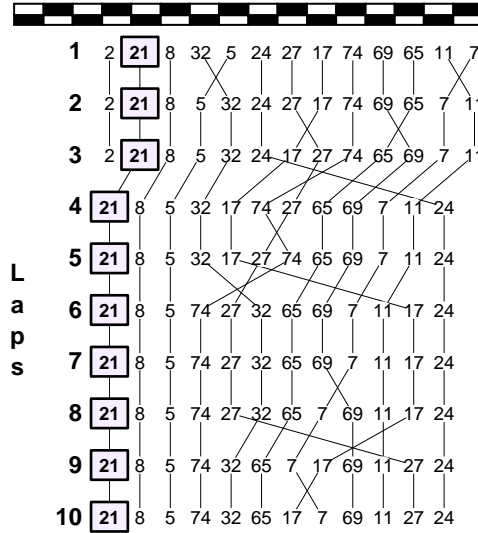 1 2 21 8 32 5 24 27 17 74 69 65 11 7
2 2 21 8 5 32 24 27 17 74 69 65 7 11
3 2 21 8 5 32 24 17 27 74 65 69 7 11
4 21 8 5 32 17 74 27 65 69 7 11 24
5 21 8 5 32 17 27 74 65 69 7 11 24
6 21 8 5 74 27 32 65 69 7 11 17 24
7 21 8 5 74 27 32 65 69 7 11 17 24
8 21 8 5 74 27 32 65 7 69 11 17 24
9 21 8 5 74 32 65 7 17 69 11 27 24
10 21 8 5 74 32 65 17 7 69 11 27 24
Laps